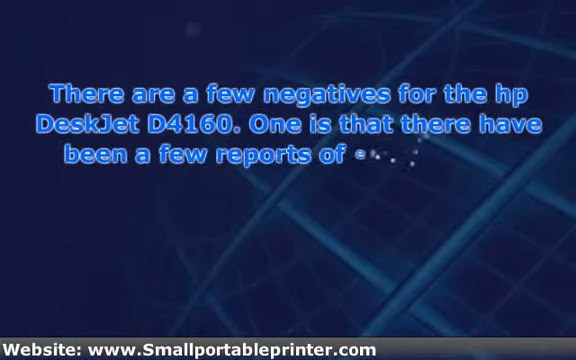 There are a few negatives for the hp
DeskJet D4160. One is that there have
been a few reports of
Website: www.Smallportableprinter.com